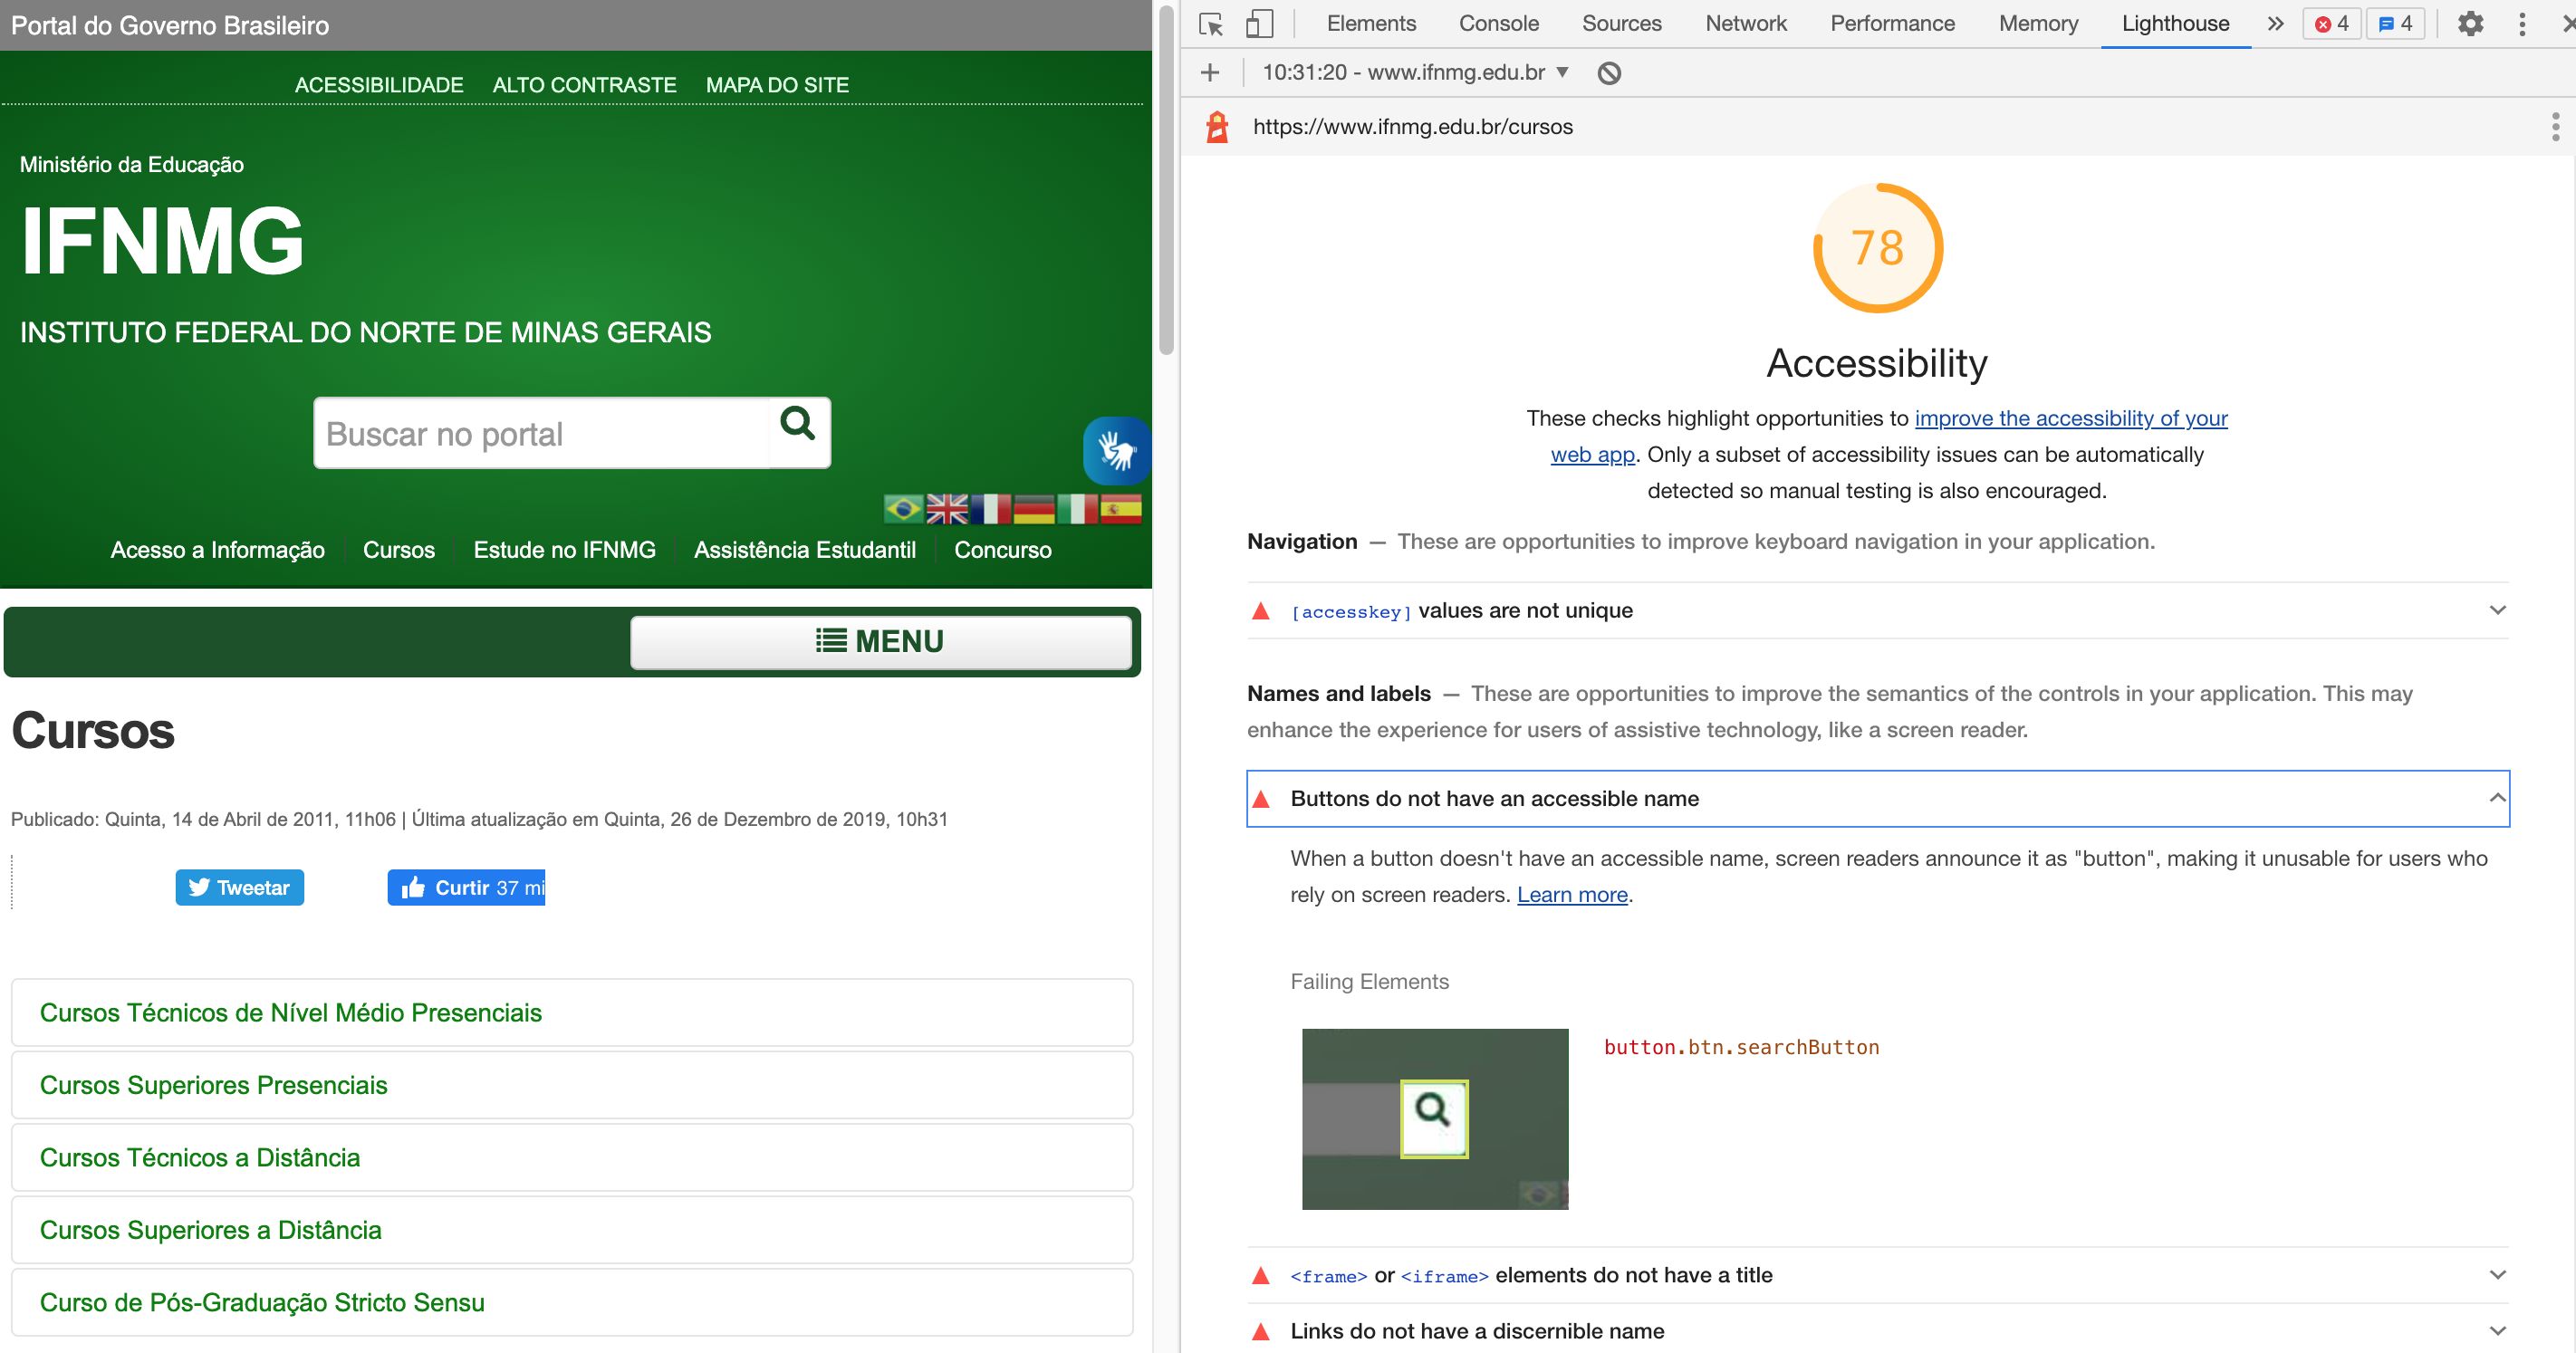 Portal do Governo Brasileiro
ACESSIBILIDADE ALTO CONTRASTE MAPA DO SITE
Ministério da Educação
IFNMG
INSTITUTO FEDERAL DO NORTE DE MINAS GERAIS
Buscar no portal
Acesso a Informação Cursos Estude no IFNMG Assistência Estudantil Concurso
MENU
Cursos
Publicado: Quinta, 14 de Abril de 2011, 11h06 | Última atualização em Quinta, 26 de Dezembro de 2019, 10h31
Tweetar Curtir 37 mi
Cursos Técnicos de Nível Médio Presenciais
Cursos Superiores Presenciais
Cursos Técnicos a Distância
Cursos Superiores a Distância
Curso de Pós-Graduação Stricto Sensu
Elements Console Sources Network Performance Memory Lighthouse » 4 4
10:31:20 - www.ifnmg.edu.br
https://www.ifnmg.edu.br/cursos
78
Accessibility
These checks highlight opportunities to improve the accessibility of your
web app. Only a subset of accessibility issues can be automatically
detected so manual testing is also encouraged.
Navigation — These are opportunities to improve keyboard navigation in your application.
[accesskey] values are not unique
Names and labels — These are opportunities to improve the semantics of the controls in your application. This may
enhance the experience for users of assistive technology, like a screen reader.
Buttons do not have an accessible name
When a button doesn't have an accessible name, screen readers announce it as "button", making it unusable for users who
rely on screen readers. Learn more.
Failing Elements
button.btn.searchButton
<frame> or <iframe> elements do not have a title
Links do not have a discernible name